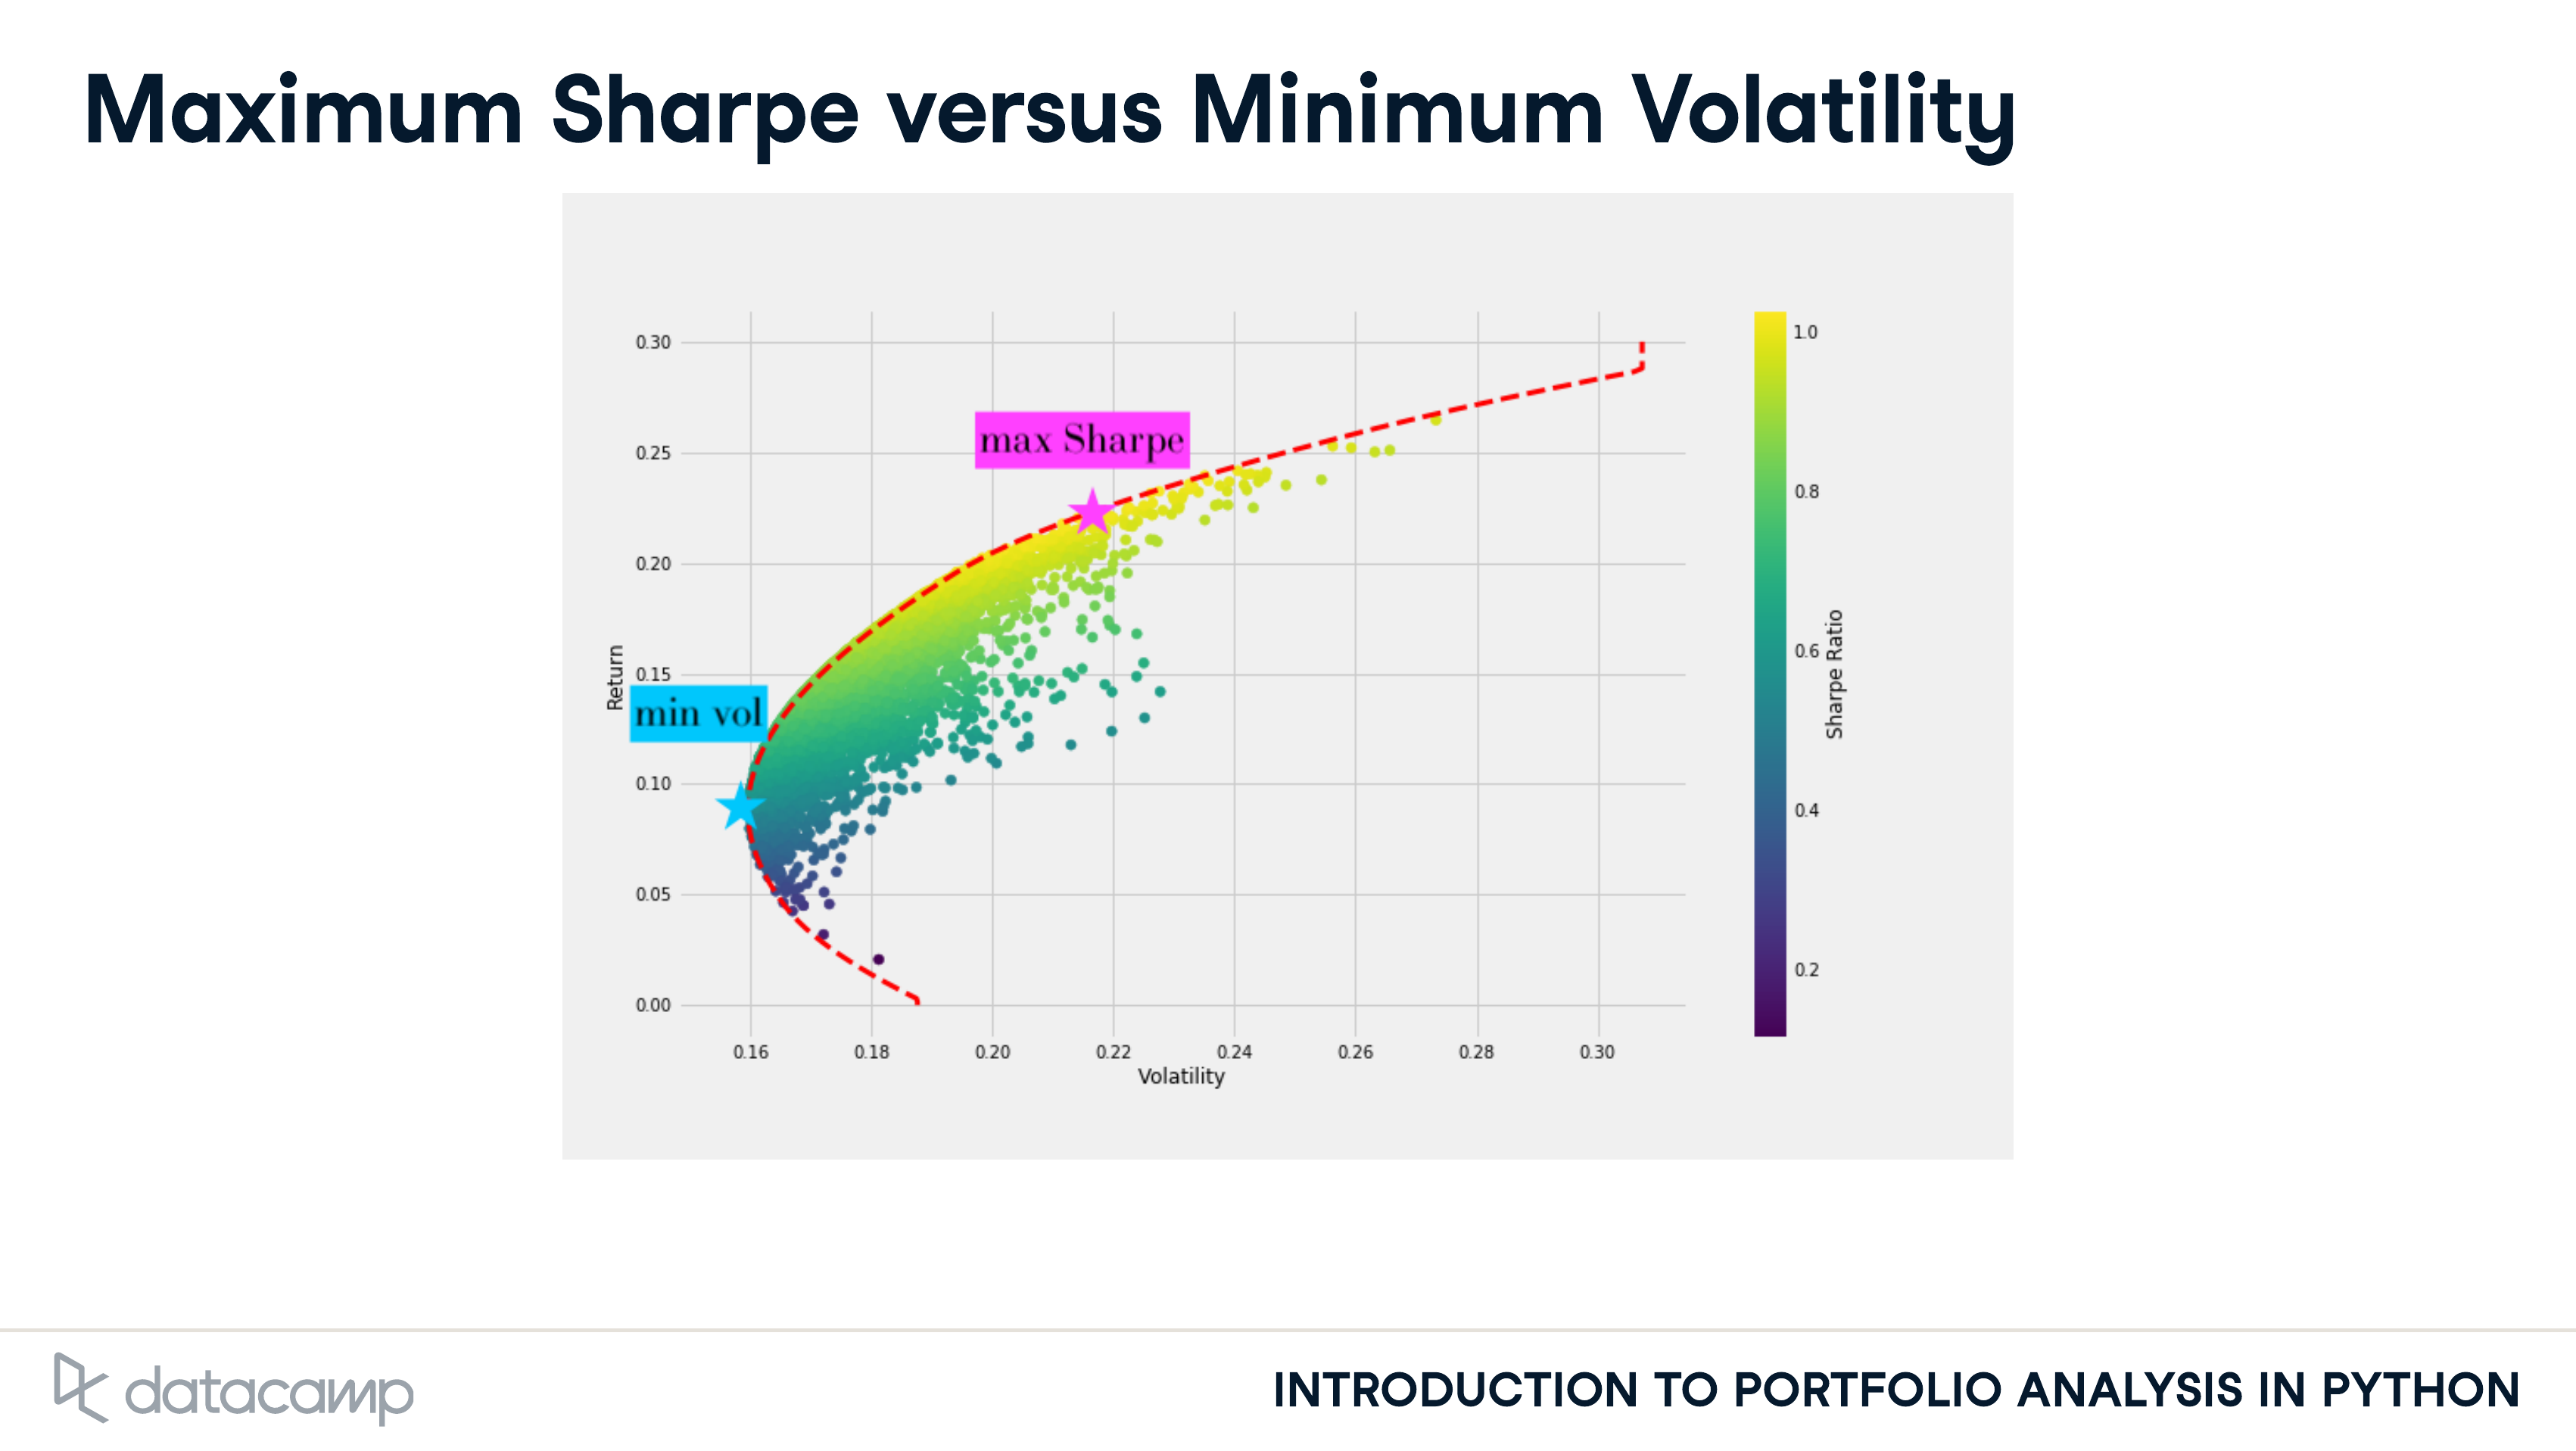 Maximum Sharpe versus Minimum Volatility
0.30
0.25
0.20
0.15
0.10
0.05
0.00
Return
max Sharpe
min vol
0.16 0.18 0.20 0.22 0.24 0.26 0.28 0.30
Volatility
1.0
0.8
0.6
0.4
0.2
Sharpe Ratio
datacamp
INTRODUCTION TO PORTFOLIO ANALYSIS IN PYTHON